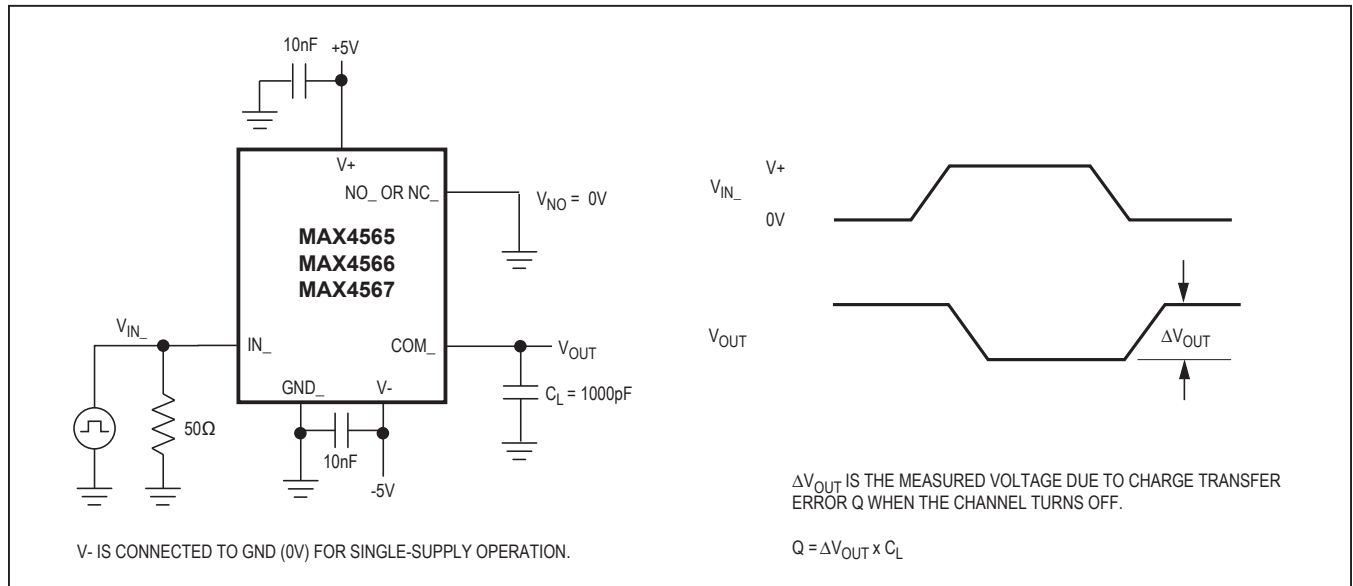 10nF
+5V
V+
NO_ OR NC_
V_NO = 0V
MAX4565
MAX4566
MAX4567
V_IN_
IN_
COM_
V_OUT
C_L = 1000pF
GND_
V-
50Ω
10nF
-5V
V- IS CONNECTED TO GND (0V) FOR SINGLE-SUPPLY OPERATION.
V+
V_IN_
0V
V_OUT
ΔV_OUT
ΔV_OUT IS THE MEASURED VOLTAGE DUE TO CHARGE TRANSFER
ERROR Q WHEN THE CHANNEL TURNS OFF.
Q = ΔV_OUT x C_L